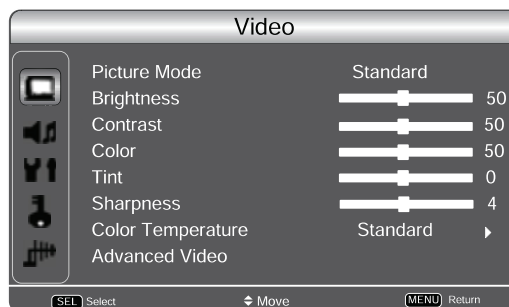 Video
Picture Mode Standard
Brightness 50
Contrast 50
Color 50
Tint 0
Sharpness 4
Color Temperature Standard
Advanced Video
SEL Select Move MENU Return